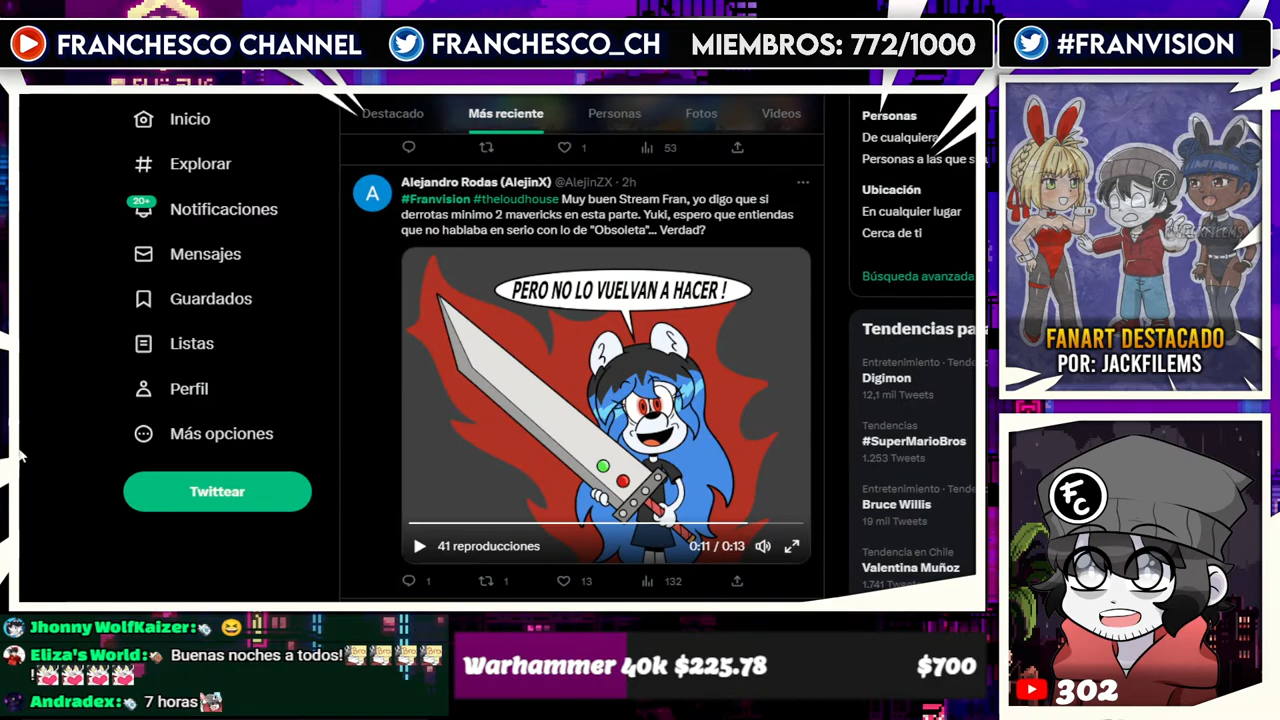 FRANCHESCO CHANNEL
FRANCHESCO_CH
MIEMBROS: 772/1000
#FRANVISION
Inicio
Explorar
20+
Notificaciones
Mensajes
Guardados
Listas
Perfil
Más opciones
Twittear
Destacado
Más reciente
Personas
Fotos
Videos
1
53
A
Alejandro Rodas (AlejinX) @AlejinZX · 2h
#Franvision #theloudhouse Muy buen Stream Fran, yo digo que si
derrotas minimo 2 mavericks en esta parte. Yuki, espero que entiendas
que no hablaba en serio con lo de "Obsoleta"... Verdad?
PERO NO LO VUELVAN A HACER !
41 reproducciones
0:11 / 0:13
1
1
13
132
Personas
De cualquiera
Personas a las que s
Ubicación
En cualquier lugar
Cerca de ti
Búsqueda avanzada
Tendencias pa
Entretenimiento · Tende
Digimon
12,1 mil Tweets
Tendencias
#SuperMarioBros
1.253 Tweets
Entretenimiento · Tende
Bruce Willis
19 mil Tweets
Tendencia en Chile
Valentina Muñoz
1.741 Tweets
FC
FANART DESTACADO
POR: JACKFILEMS
FC
302
Jhonny WolfKaizer:
Eliza's World: Buenas noches a todos!
!
Andradex: 7 horas
Warhammer 40k $225.78
$700